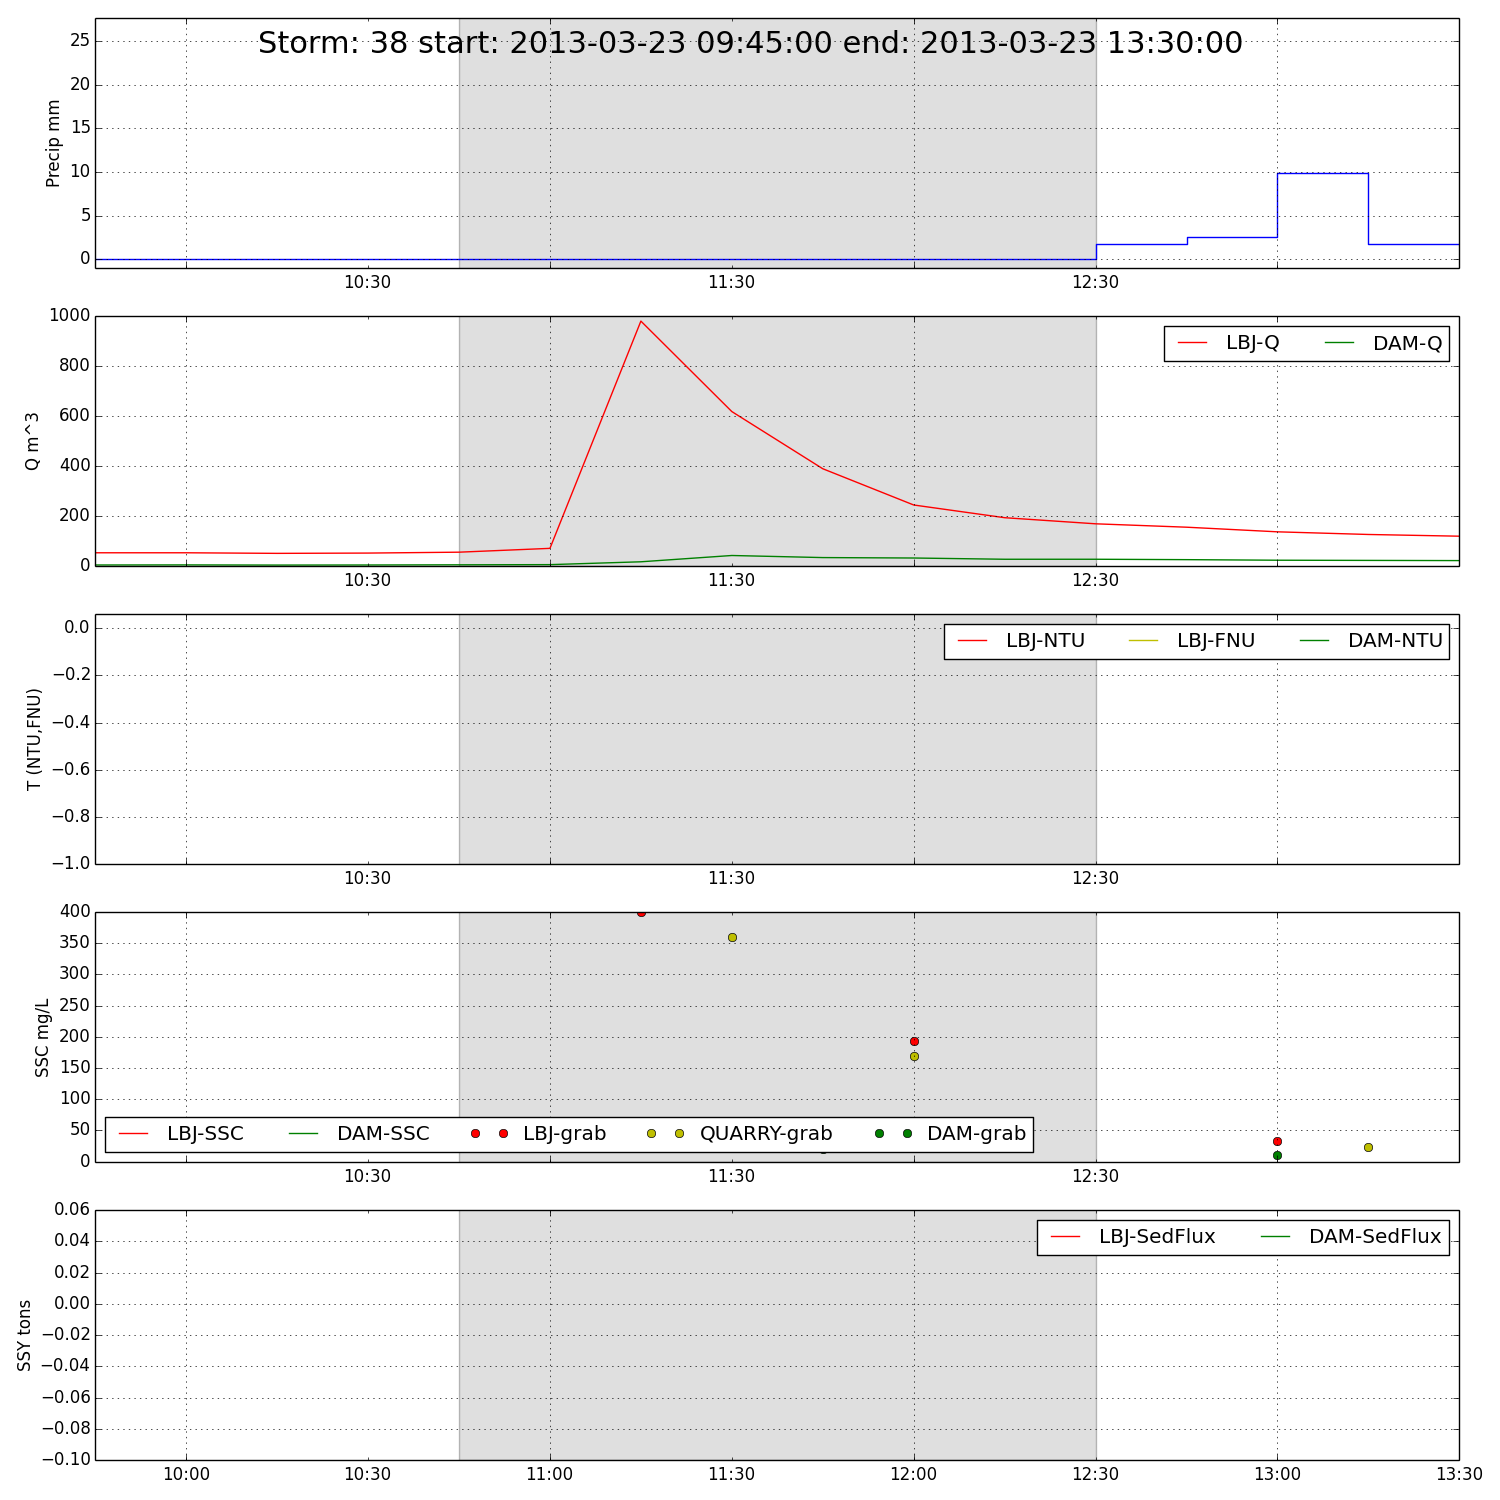 Storm: 38 start: 2013-03-23 09:45:00 end: 2013-03-23 13:30:00
Precip mm
25
20
15
10
5
0
10:30 11:30 12:30
Q m^3
1000
800
600
400
200
0
LBJ-Q DAM-Q
10:30 11:30 12:30
T (NTU,FNU)
0.0
−0.2
−0.4
−0.6
−0.8
−1.0
LBJ-NTU LBJ-FNU DAM-NTU
10:30 11:30 12:30
SSC mg/L
400
350
300
250
200
150
100
50
0
LBJ-SSC DAM-SSC LBJ-grab QUARRY-grab DAM-grab
10:30 11:30 12:30
SSY tons
0.06
0.04
0.02
0.00
−0.02
−0.04
−0.06
−0.08
−0.10
LBJ-SedFlux DAM-SedFlux
10:00 10:30 11:00 11:30 12:00 12:30 13:00 13:30